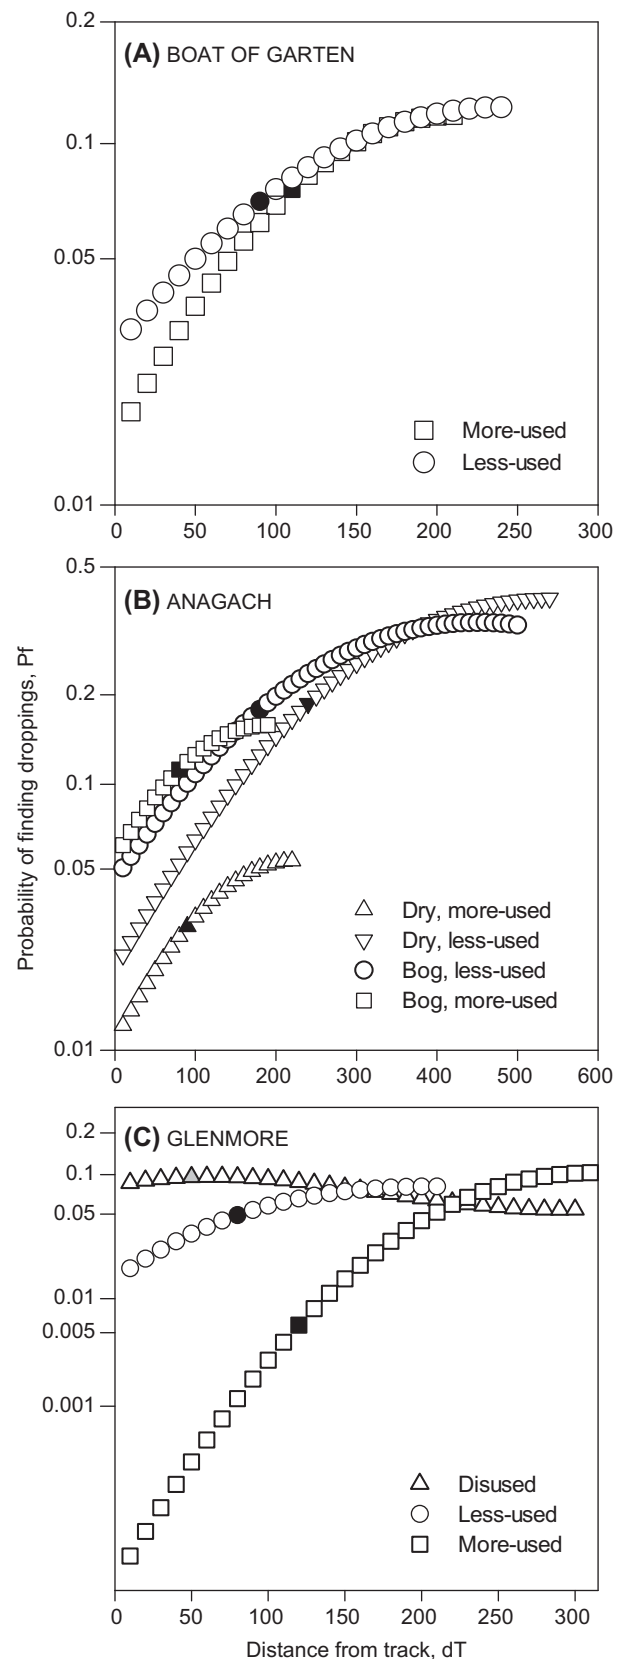 0.2
(A) BOAT OF GARTEN
0.1
0.05
More-used
Less-used
0.01
0 50 100 150 200 250 300
0.5
(B) ANAGACH
0.2
0.1
0.05
Dry, more-used
Dry, less-used
Bog, less-used
Bog, more-used
0.01
0 100 200 300 400 500 600
Probability of finding droppings, Pf
(C) GLENMORE
0.2
0.1
0.05
0.01
0.005
0.001
Disused
Less-used
More-used
0 50 100 150 200 250 300
Distance from track, dT